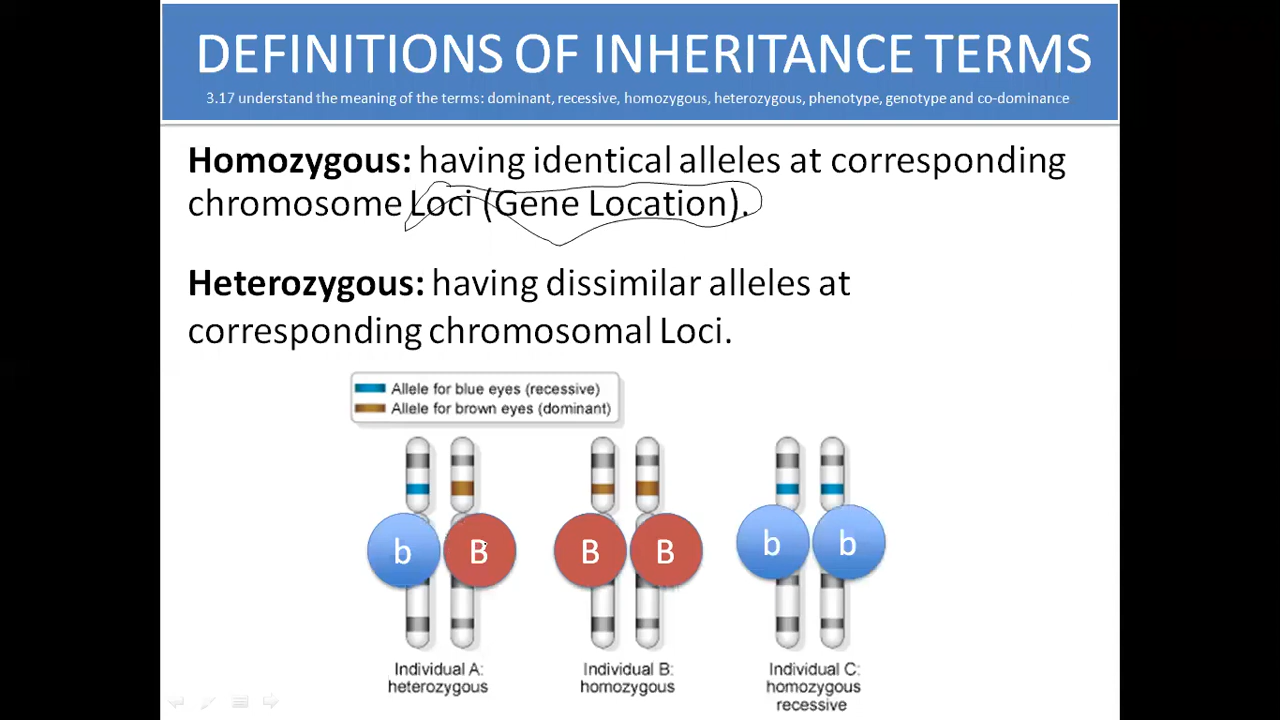 DEFINITIONS OF INHERITANCE TERMS
3.17 understand the meaning of the terms: dominant, recessive, homozygous, heterozygous, phenotype, genotype and co-dominance
Homozygous: having identical alleles at corresponding
chromosome Loci (Gene Location).
Heterozygous: having dissimilar alleles at
corresponding chromosomal Loci.
Allele for blue eyes (recessive)
Allele for brown eyes (dominant)
b B B B b b
Individual A: Individual B: Individual C:
heterozygous homozygous homozygous
recessive